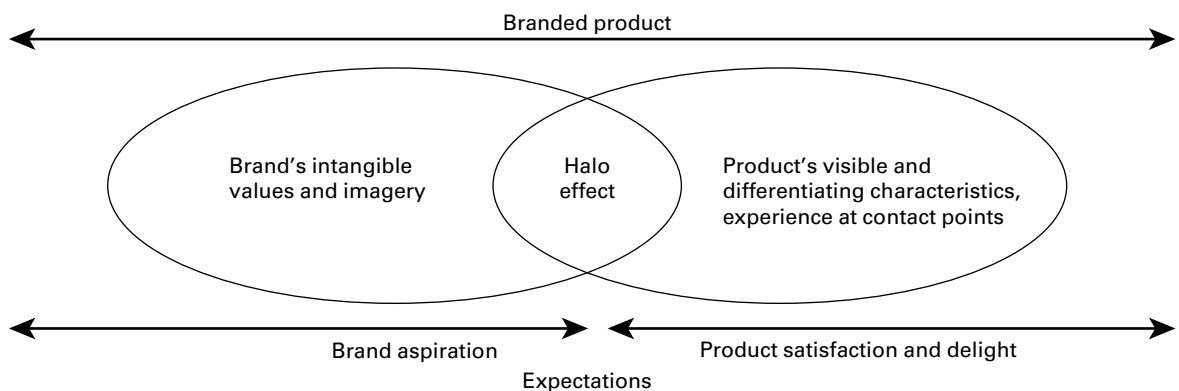 Branded product
Brand’s intangible
values and imagery
Halo
effect
Product’s visible and
differentiating characteristics,
experience at contact points
Brand aspiration
Product satisfaction and delight
Expectations